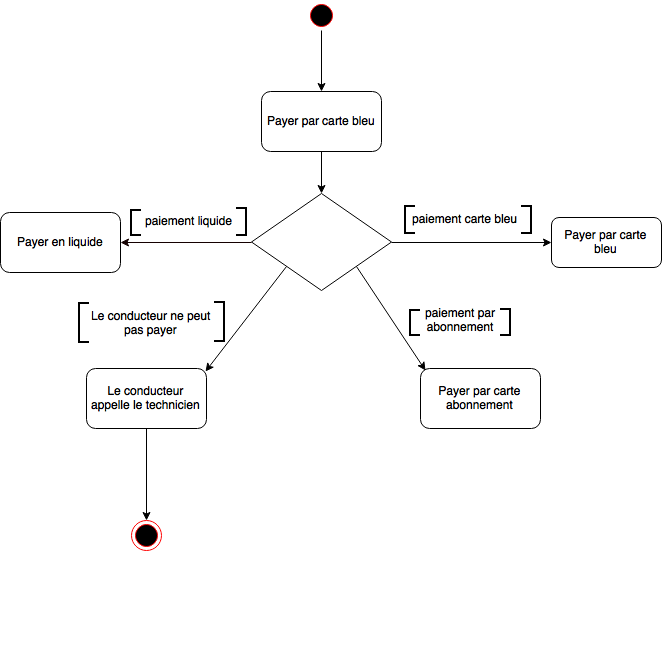 Payer par carte bleu
paiement liquide
paiement carte bleu
Payer en liquide
Payer par carte
bleu
Le conducteur ne peut
pas payer
paiement par
abonnement
Le conducteur
appelle le technicien
Payer par carte
abonnement